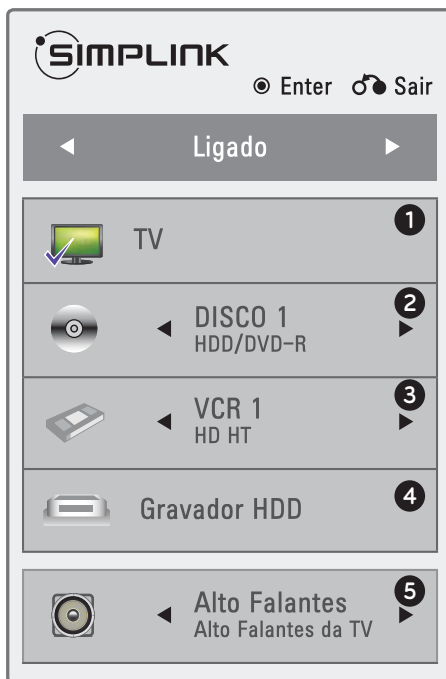 SIMPLINK
Enter Sair
Ligado
TV 1
DISCO 1 2
HDD/DVD-R
VCR 1 3
HD HT
Gravador HDD 4
Alto Falantes 5
Alto Falantes da TV